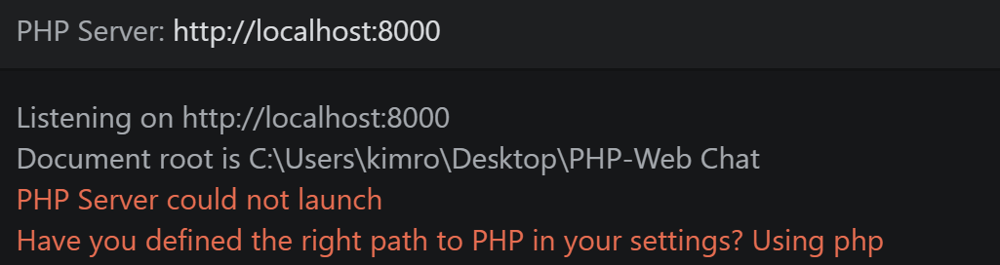 PHP Server: http://localhost:8000
Listening on http://localhost:8000
Document root is C:\Users\kimro\Desktop\PHP-Web Chat
PHP Server could not launch
Have you defined the right path to PHP in your settings? Using php